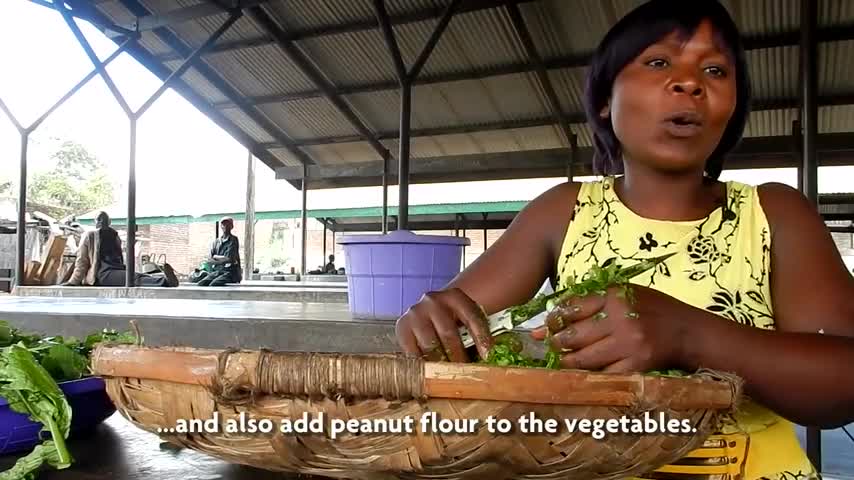 ...and also add peanut flour to the vegetables.